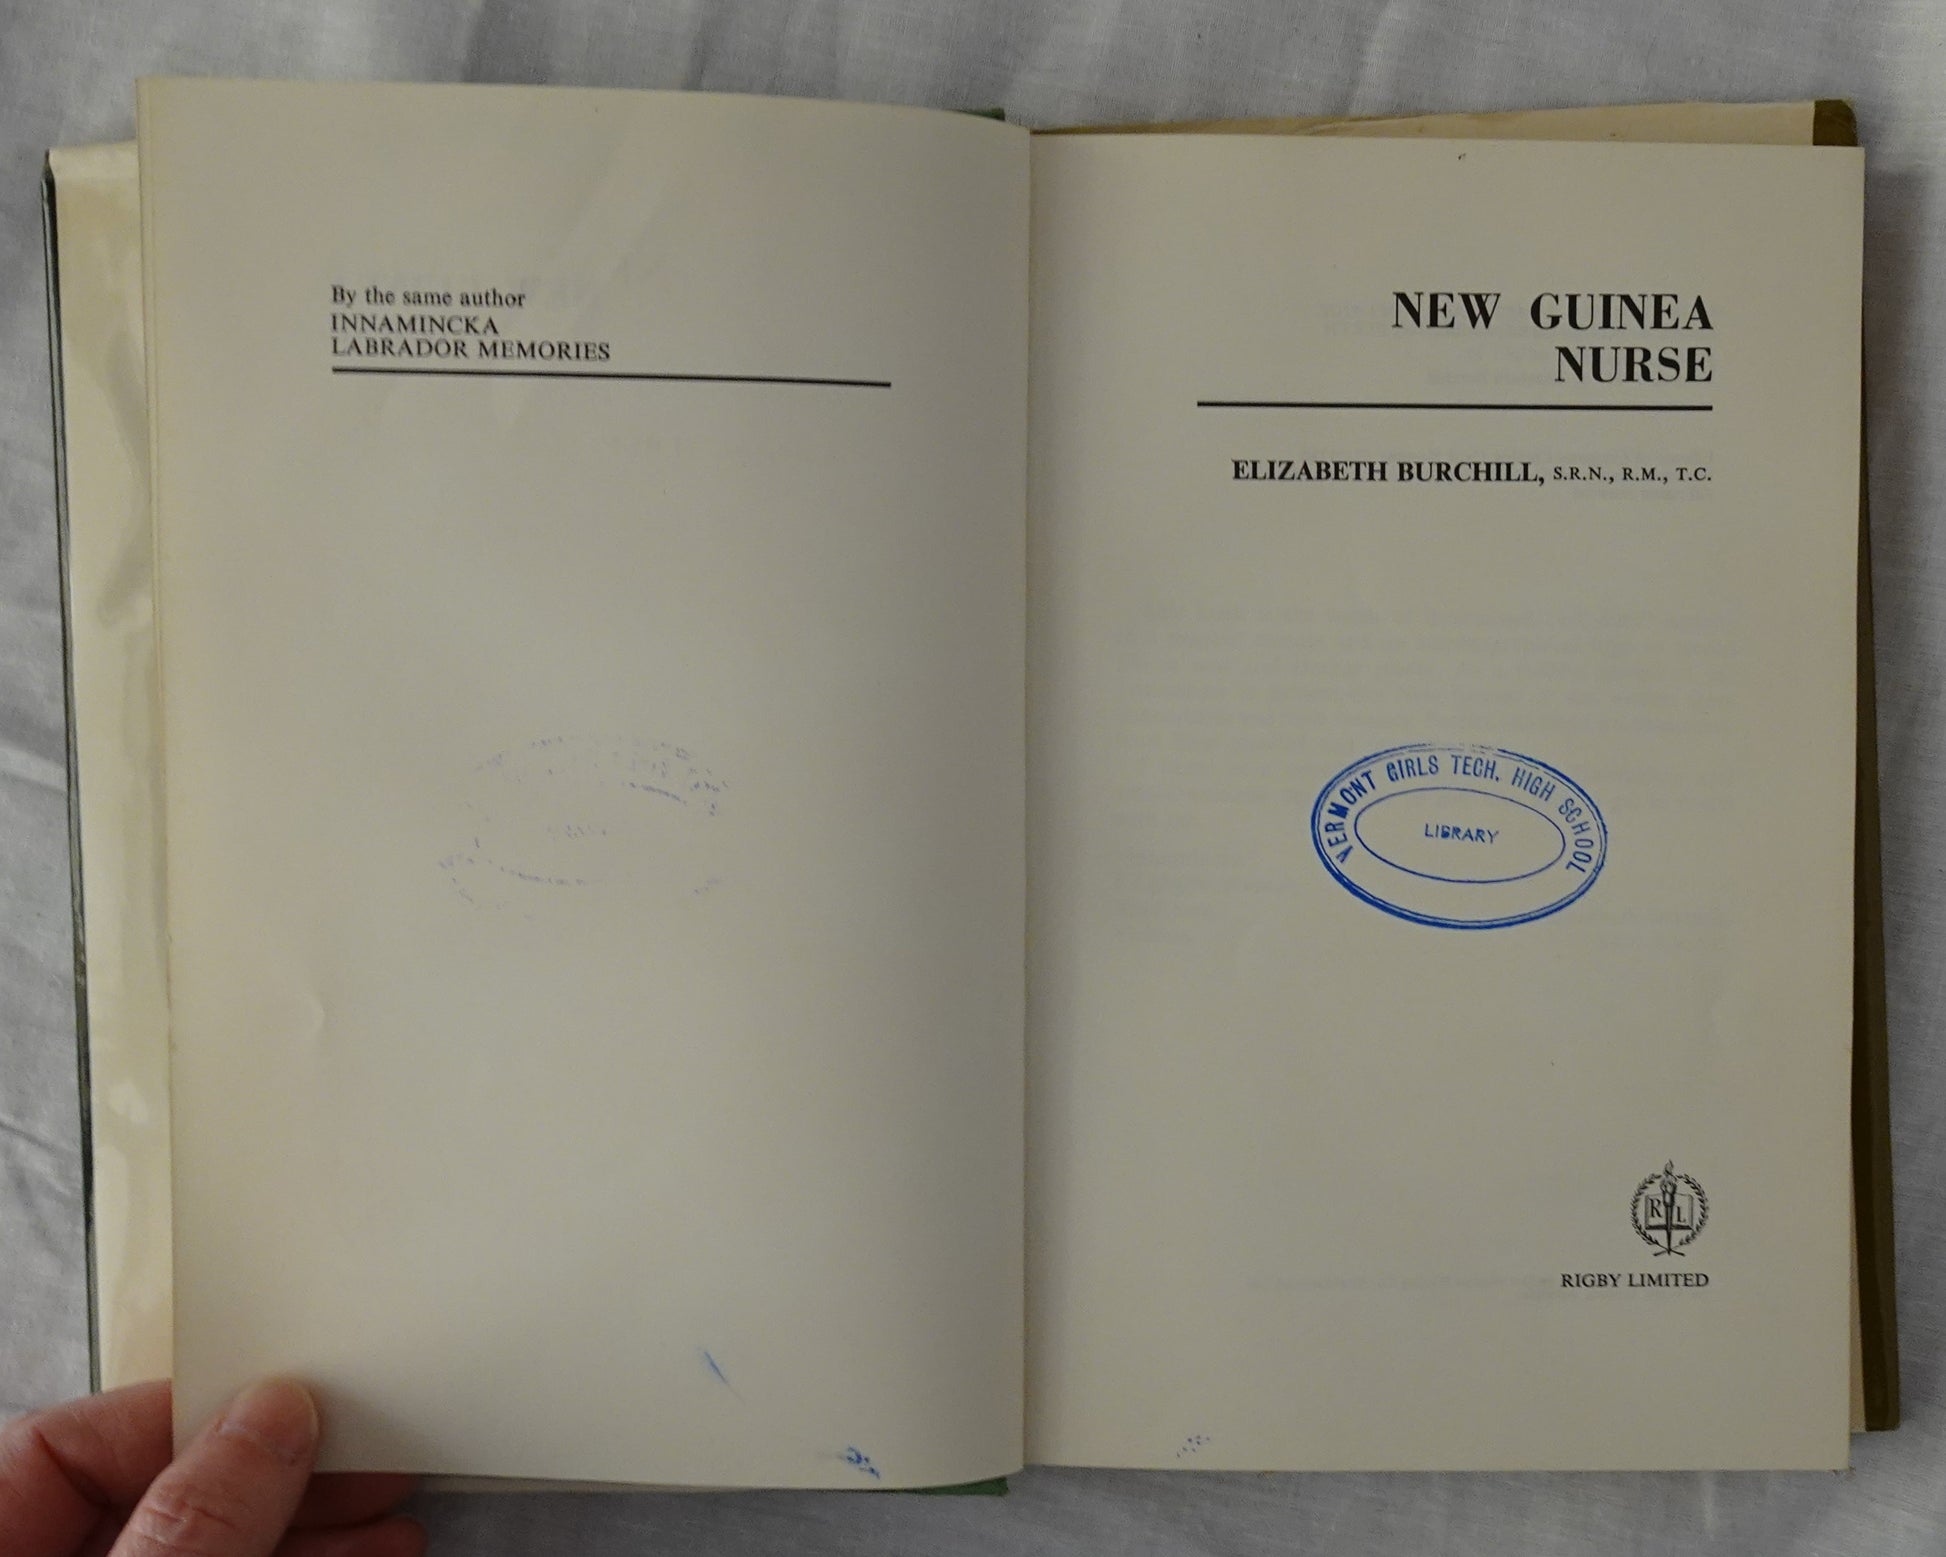 By the same author
INNAMINCKA
LABRADOR MEMORIES
NEW GUINEA
NURSE
ELIZABETH BURCHILL, S.R.N., R.M., T.C.
VERMONT GIRLS TECH. HIGH SCHOOL
LIBRARY
R L
RIGBY LIMITED